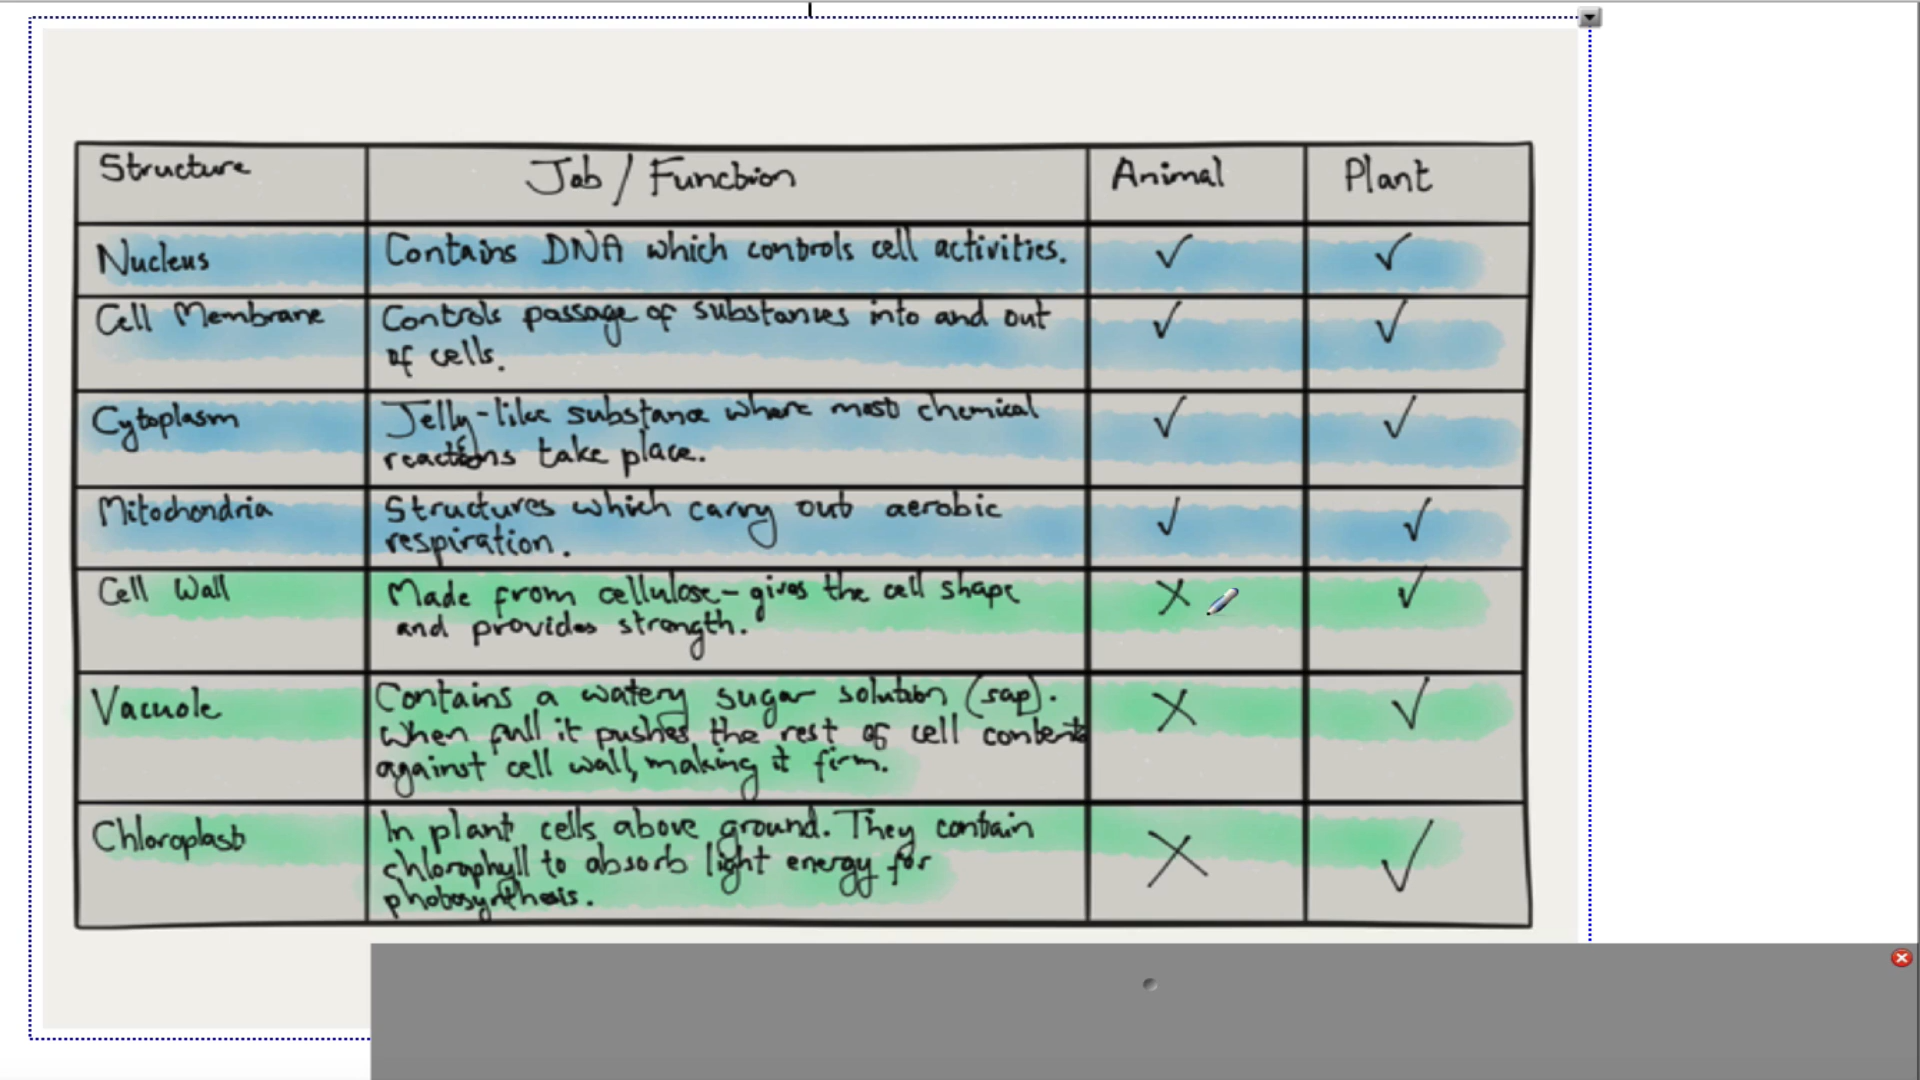 Structure
Job / Function
Animal
Plant
Nucleus
Contains DNA which controls cell activities.
✓
✓
Cell Membrane
Controls passage of substances into and out
of cells.
✓
✓
Cytoplasm
Jelly-like substance where most chemical
reactions take place.
✓
✓
Mitochondria
Structures which carry out aerobic
respiration.
✓
✓
Cell Wall
Made from cellulose - gives the cell shape
and provides strength.
X
✓
Vacuole
Contains a watery sugar solution (sap).
When full it pushes the rest of cell contents
against cell wall, making it firm.
X
✓
Chloroplast
In plant cells above ground. They contain
chlorophyll to absorb light energy for
photosynthesis.
X
✓